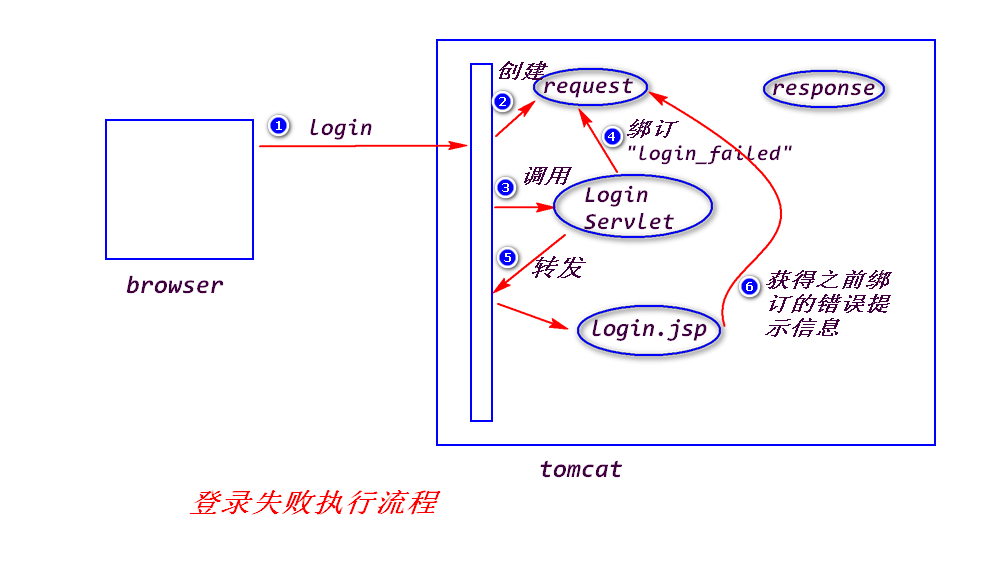 ① login
创建
② request
response
④ 绑订
"login_failed"
③ 调用
Login
Servlet
⑤ 转发
⑥ 获得之前绑
订的错误提
示信息
login.jsp
browser
tomcat
登录失败执行流程